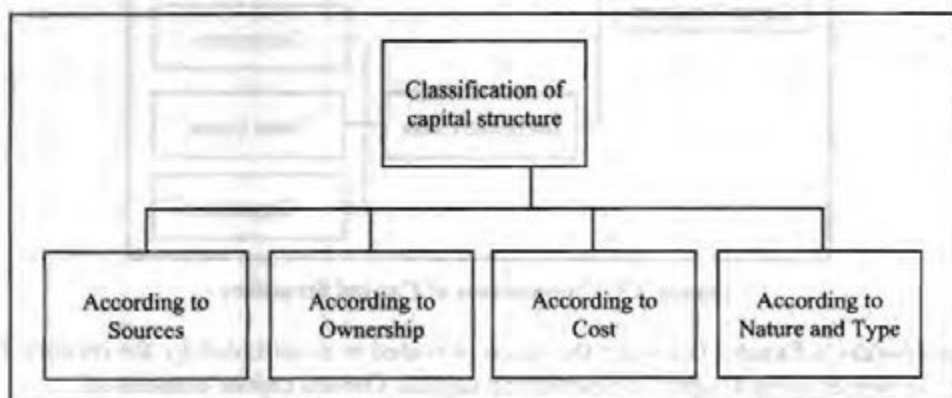 Classification of
capital structure
According to
Sources
According to
Ownership
According to
Cost
According to
Nature and Type